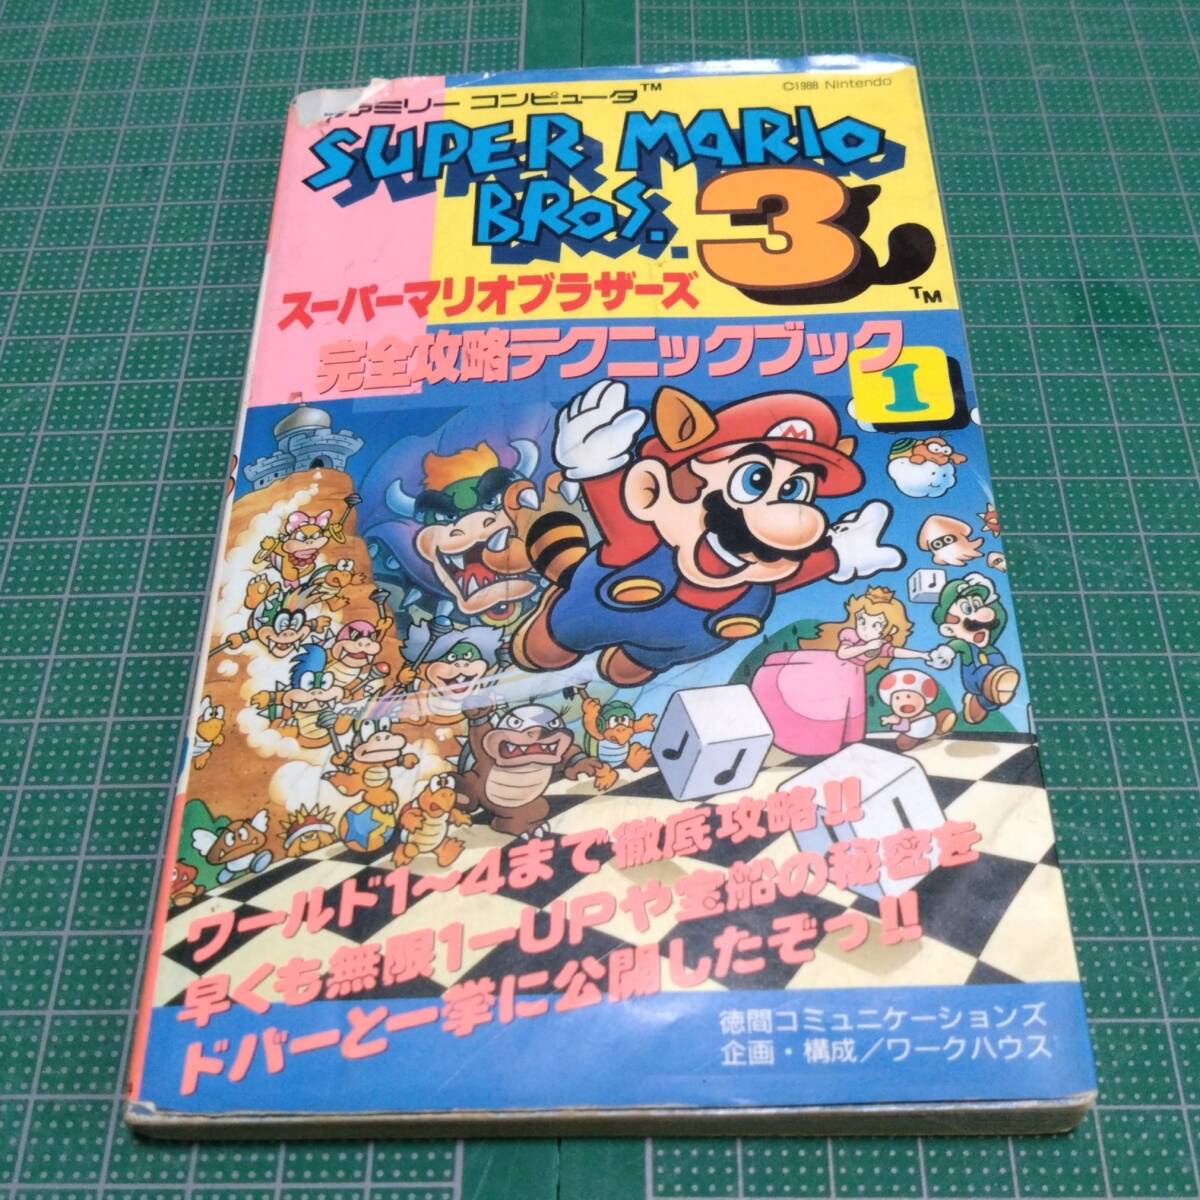 ファミリー コンピュータ™
©1988 Nintendo
SUPER MARIO
BROS. 3
TM
スーパーマリオブラザーズ
完全攻略テクニックブック
1
M
ワールド1〜4まで徹底攻略!!
早くも無限1ーUPや宝船の秘密を
ドバーと一挙に公開したぞっ!!
徳間コミュニケーションズ
企画・構成/ワークハウス